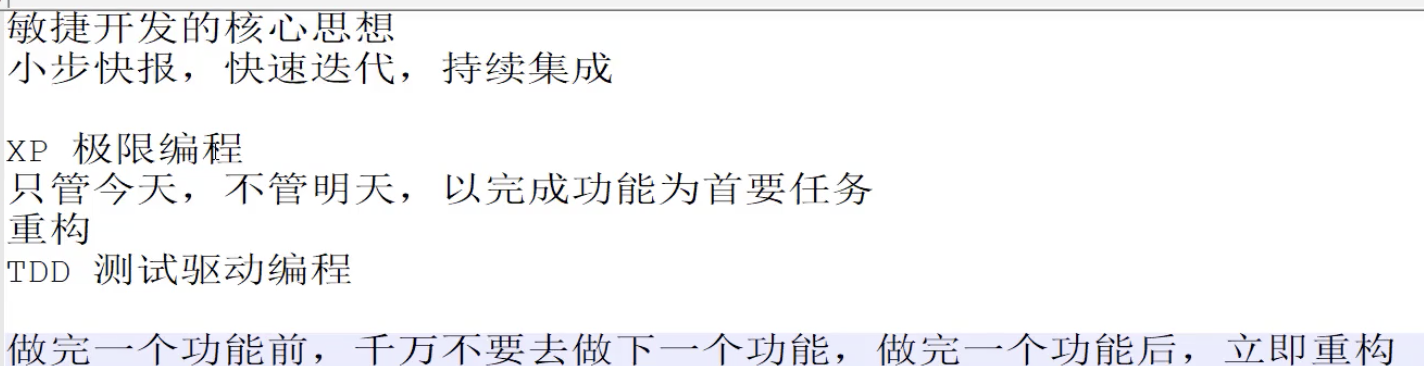 敏捷开发的核心思想
小步快报，快速迭代，持续集成
XP 极限编程
只管今天，不管明天，以完成功能为首要任务
重构
TDD 测试驱动编程
做完一个功能前，千万不要去做下一个功能，做完一个功能后，立即重构